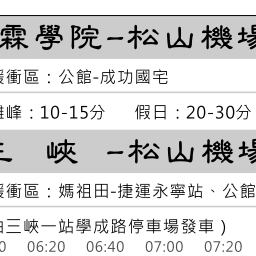 霖學院-松山機場
緩衝區：公館-成功國宅
離峰：10-15分 假日：20-30分
三 峽 -松山機場
緩衝區：媽祖田-捷運永寧站、公館
由三峽一站學成路停車場發車）
0 06:20 06:40 07:00 07:20